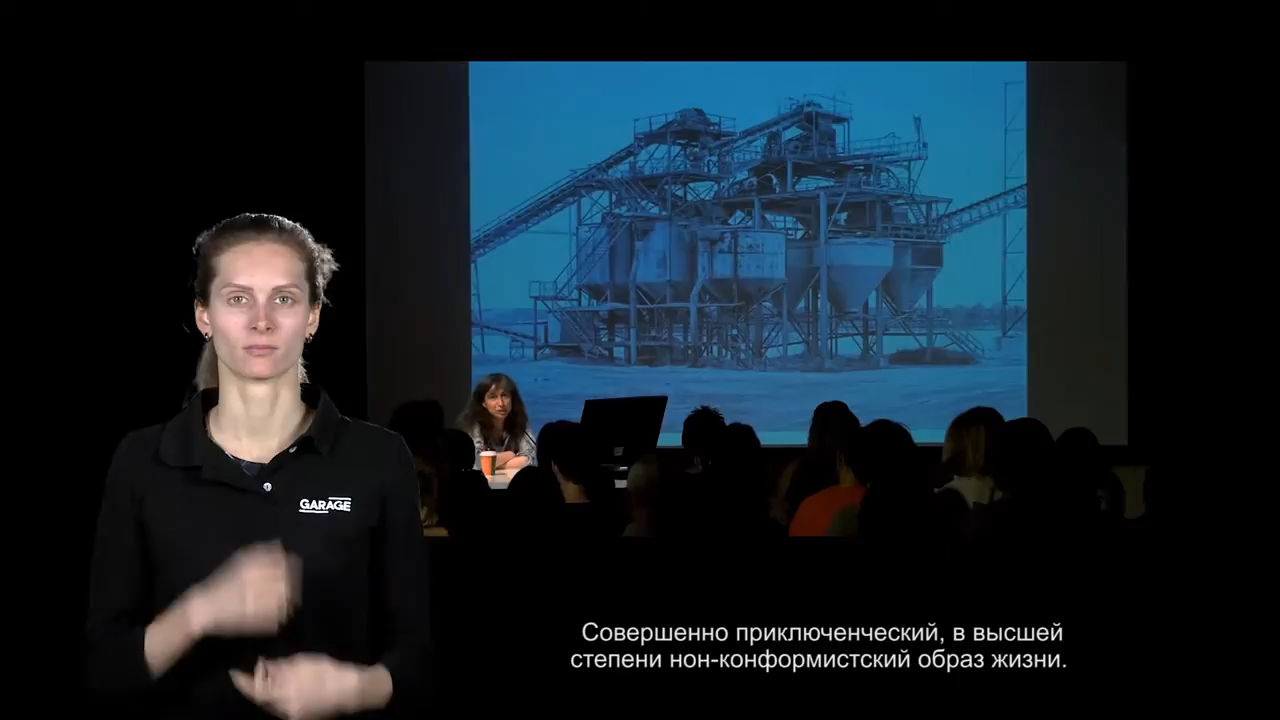 GARAGE
Совершенно приключенческий, в высшей
степени нон-конформистский образ жизни.